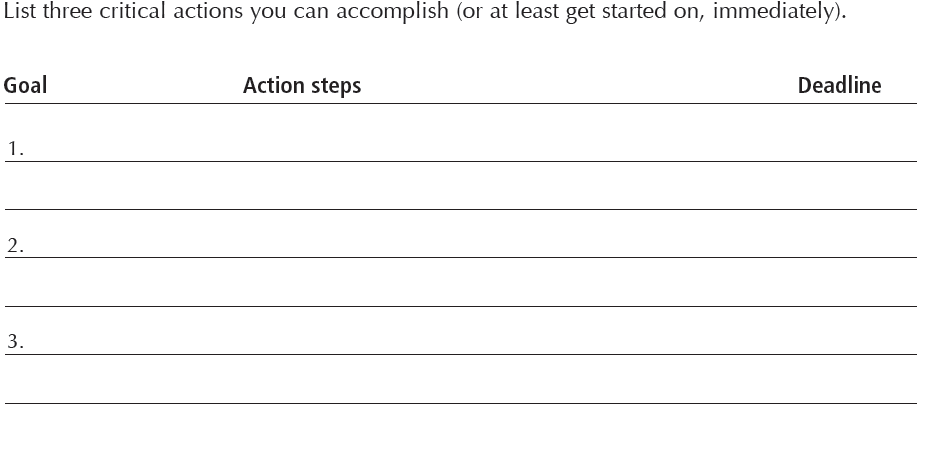 List three critical actions you can accomplish (or at least get started on, immediately).
Goal Action steps Deadline
1.
2.
3.